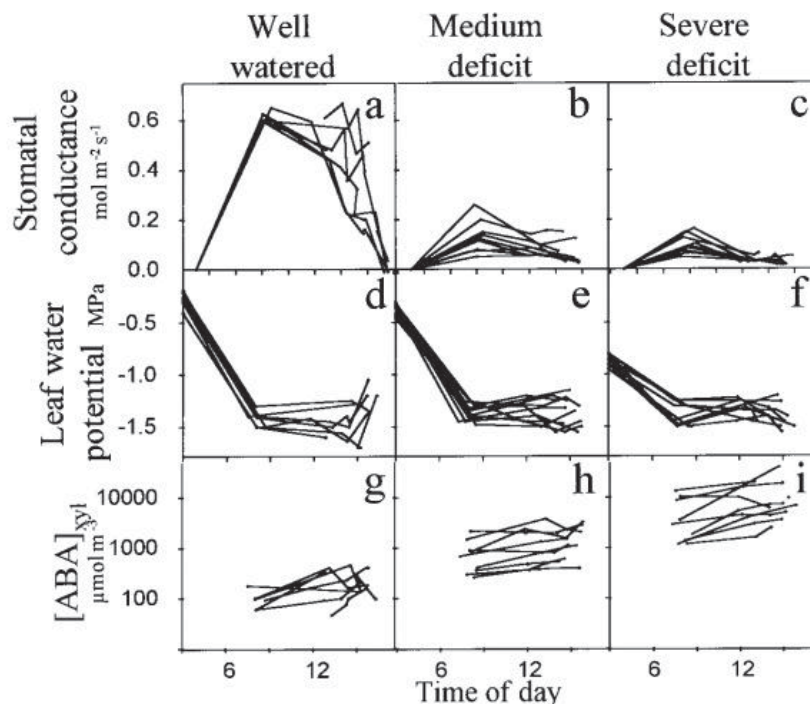 Well watered
Medium deficit
Severe deficit
Stomatal conductance
mol m⁻² s⁻¹
0.6
0.4
0.2
0.0
a
b
c
Leaf water potential
MPa
-0.5
-1.0
-1.5
d
e
f
[ABA]xyl
μmol m⁻³
10000
1000
100
g
h
i
6
12
6
12
6
12
Time of day